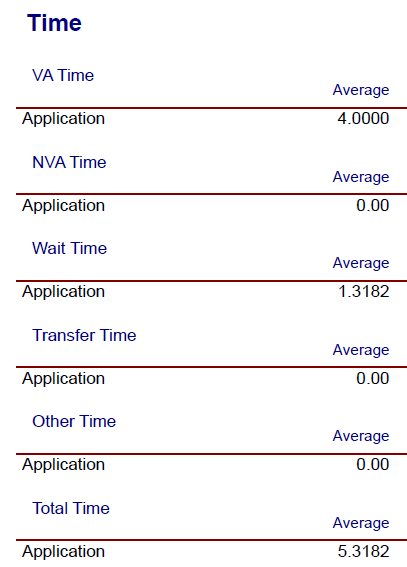 Time
VA Time
Average
Application 4.0000
NVA Time
Average
Application 0.00
Wait Time
Average
Application 1.3182
Transfer Time
Average
Application 0.00
Other Time
Average
Application 0.00
Total Time
Average
Application 5.3182